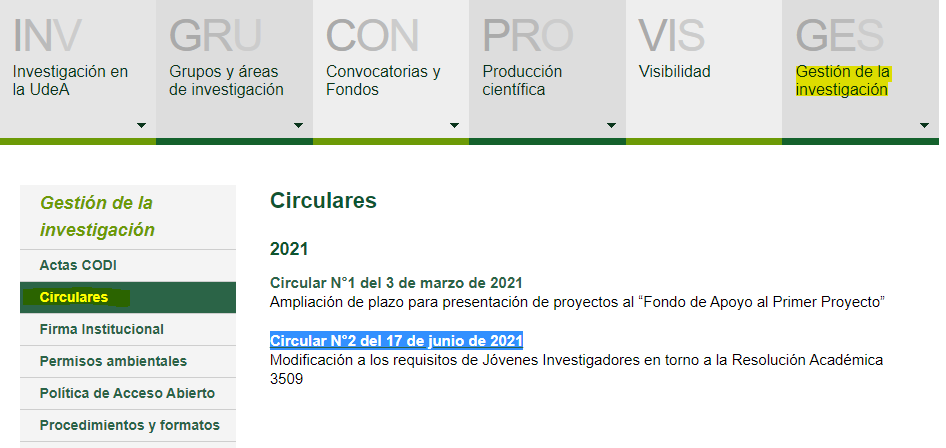 INV
Investigación en
la UdeA
GRU
Grupos y áreas
de investigación
CON
Convocatorias y
Fondos
PRO
Producción
científica
VIS
Visibilidad
GES
Gestión de la
investigación
Gestión de la
investigación
Actas CODI
Circulares
Firma Institucional
Permisos ambientales
Política de Acceso Abierto
Procedimientos y formatos
Circulares
2021
Circular N°1 del 3 de marzo de 2021
Ampliación de plazo para presentación de proyectos al “Fondo de Apoyo al Primer Proyecto”
Circular N°2 del 17 de junio de 2021
Modificación a los requisitos de Jóvenes Investigadores en torno a la Resolución Académica
3509